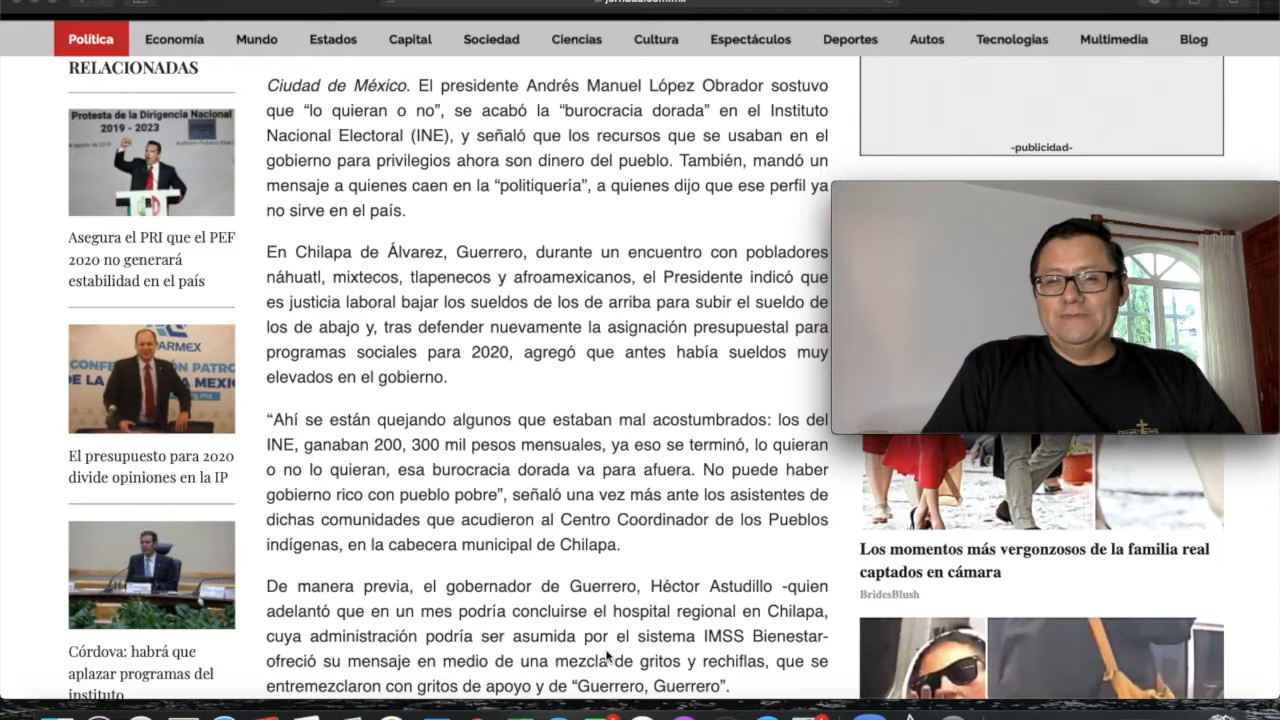 jornada.com.mx
Política Economía Mundo Estados Capital Sociedad Ciencias Cultura Espectáculos Deportes Autos Tecnologías Multimedia Blog
RELACIONADAS
Protesta de la Dirigencia Nacional
2019 - 2023
Asegura el PRI que el PEF
2020 no generará
estabilidad en el país
El presupuesto para 2020
divide opiniones en la IP
Córdova: habrá que
aplazar programas del
instituto
Ciudad de México. El presidente Andrés Manuel López Obrador sostuvo
que “lo quieran o no”, se acabó la “burocracia dorada” en el Instituto
Nacional Electoral (INE), y señaló que los recursos que se usaban en el
gobierno para privilegios ahora son dinero del pueblo. También, mandó un
mensaje a quienes caen en la “politiquería”, a quienes dijo que ese perfil ya
no sirve en el país.
En Chilapa de Álvarez, Guerrero, durante un encuentro con pobladores
náhuatl, mixtecos, tlapenecos y afroamexicanos, el Presidente indicó que
es justicia laboral bajar los sueldos de los de arriba para subir el sueldo de
los de abajo y, tras defender nuevamente la asignación presupuestal para
programas sociales para 2020, agregó que antes había sueldos muy
elevados en el gobierno.
“Ahí se están quejando algunos que estaban mal acostumbrados: los del
INE, ganaban 200, 300 mil pesos mensuales, ya eso se terminó, lo quieran
o no lo quieran, esa burocracia dorada va para afuera. No puede haber
gobierno rico con pueblo pobre”, señaló una vez más ante los asistentes de
dichas comunidades que acudieron al Centro Coordinador de los Pueblos
indígenas, en la cabecera municipal de Chilapa.
De manera previa, el gobernador de Guerrero, Héctor Astudillo -quien
adelantó que en un mes podría concluirse el hospital regional en Chilapa,
cuya administración podría ser asumida por el sistema IMSS Bienestar-
ofreció su mensaje en medio de una mezcla de gritos y rechiflas, que se
entremezclaron con gritos de apoyo y de “Guerrero, Guerrero”.
-publicidad-
Los momentos más vergonzosos de la familia real
captados en cámara
BridesBlush